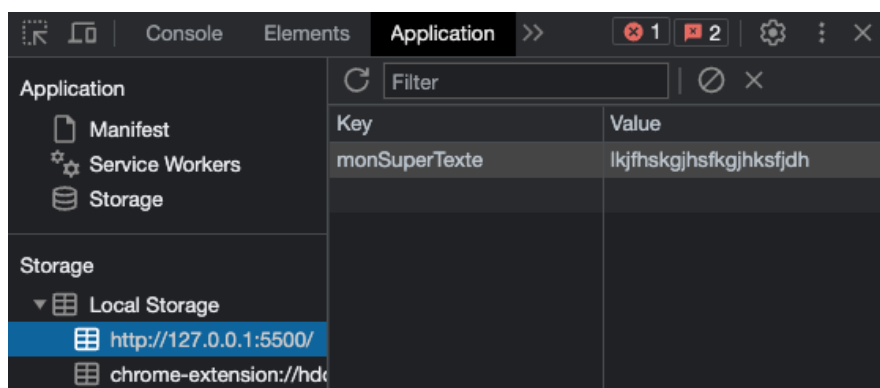 Console Elements Application >> 1 2
Application
Manifest
Service Workers
Storage
Storage
Local Storage
http://127.0.0.1:5500/
chrome-extension://hdo
Filter
Key Value
monSuperTexte lkjfhskgjhsfkgjhksfjdh